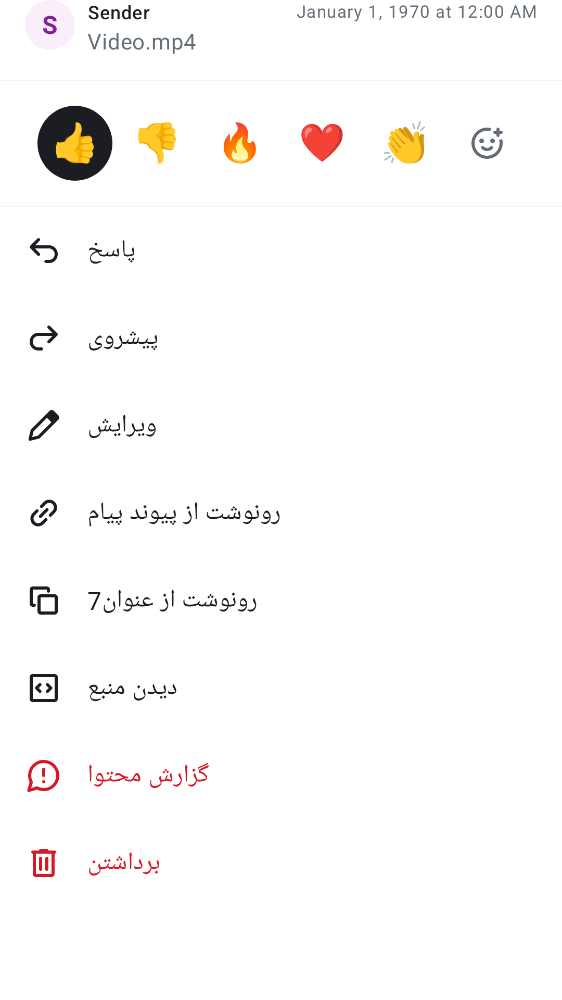 S
Sender
January 1, 1970 at 12:00 AM
Video.mp4
پاسخ
پیشروی
ویرایش
رونوشت از پیوند پیام
رونوشت از عنوان7
دیدن منبع
گزارش محتوا
برداشتن